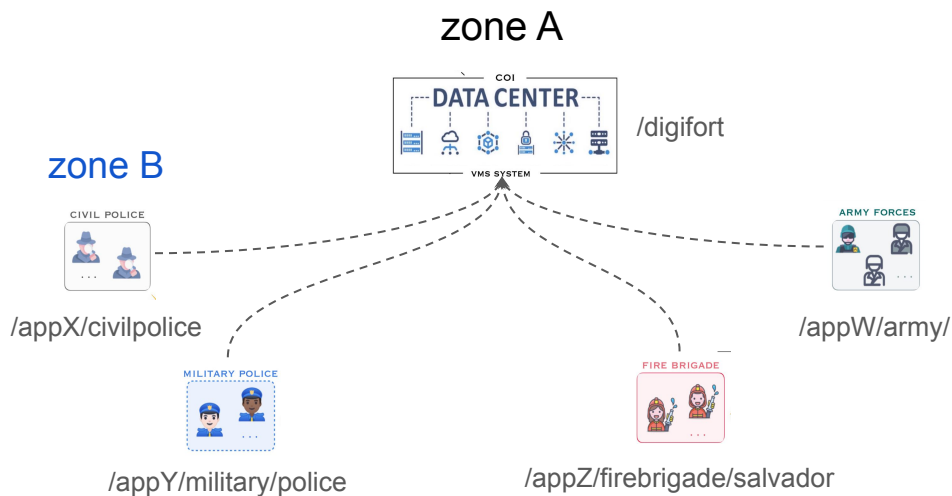 zone A
COI
DATA CENTER
/digifort
VMS SYSTEM
zone B
CIVIL POLICE
. . .
/appX/civilpolice
ARMY FORCES
. . .
/appW/army/
MILITARY POLICE
. . .
/appY/military/police
FIRE BRIGADE
. . .
/appZ/firebrigade/salvador